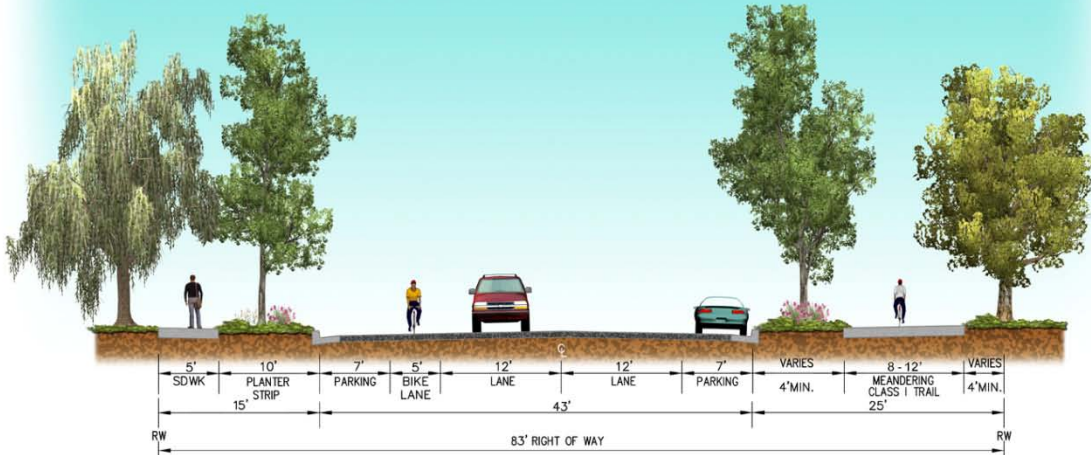 ℄
5' 10' 7' 5' 12' 12' 7' VARIES 8 - 12' VARIES
SDWK PLANTER STRIP PARKING BIKE LANE LANE LANE PARKING 4'MIN. MEANDERING CLASS I TRAIL 4'MIN.
15' 43' 25'
RW RW
83' RIGHT OF WAY